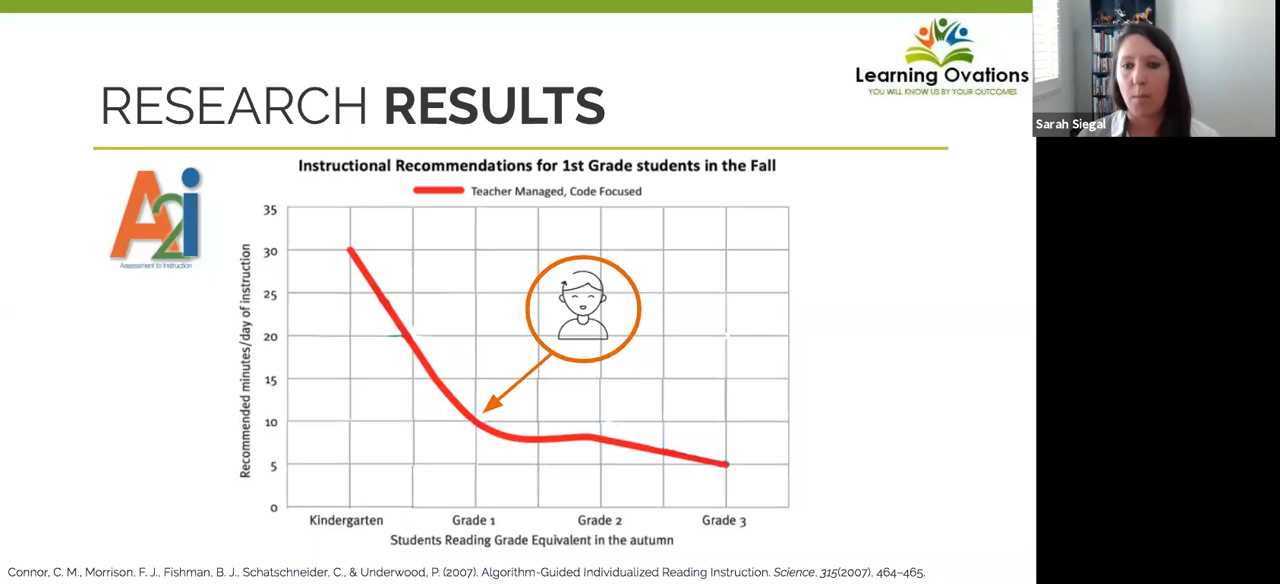 Learning Ovations
YOU WILL KNOW US BY YOUR OUTCOMES
Sarah Siegal
RESEARCH RESULTS
A2i
Assessment to Instruction
Instructional Recommendations for 1st Grade students in the Fall
Teacher Managed, Code Focused
Recommended minutes/day of instruction
35
30
25
20
15
10
5
0
Kindergarten Grade 1 Grade 2 Grade 3
Students Reading Grade Equivalent in the autumn
Connor, C. M., Morrison, F. J., Fishman, B. J., Schatschneider, C., & Underwood, P. (2007). Algorithm-Guided Individualized Reading Instruction. Science, 315(2007), 464–465.